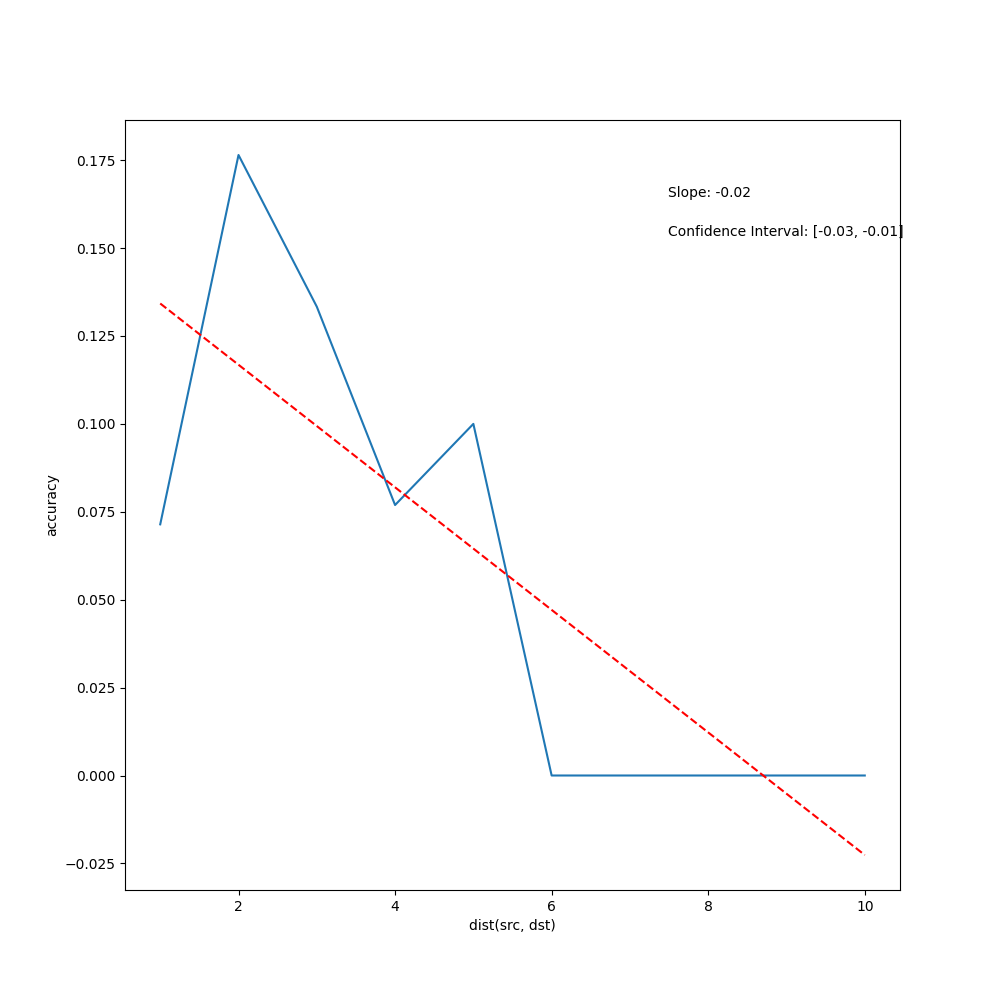 0.175
0.150
0.125
0.100
0.075
0.050
0.025
0.000
−0.025
accuracy
Slope: -0.02
Confidence Interval: [-0.03, -0.01]
2 4 6 8 10
dist(src, dst)